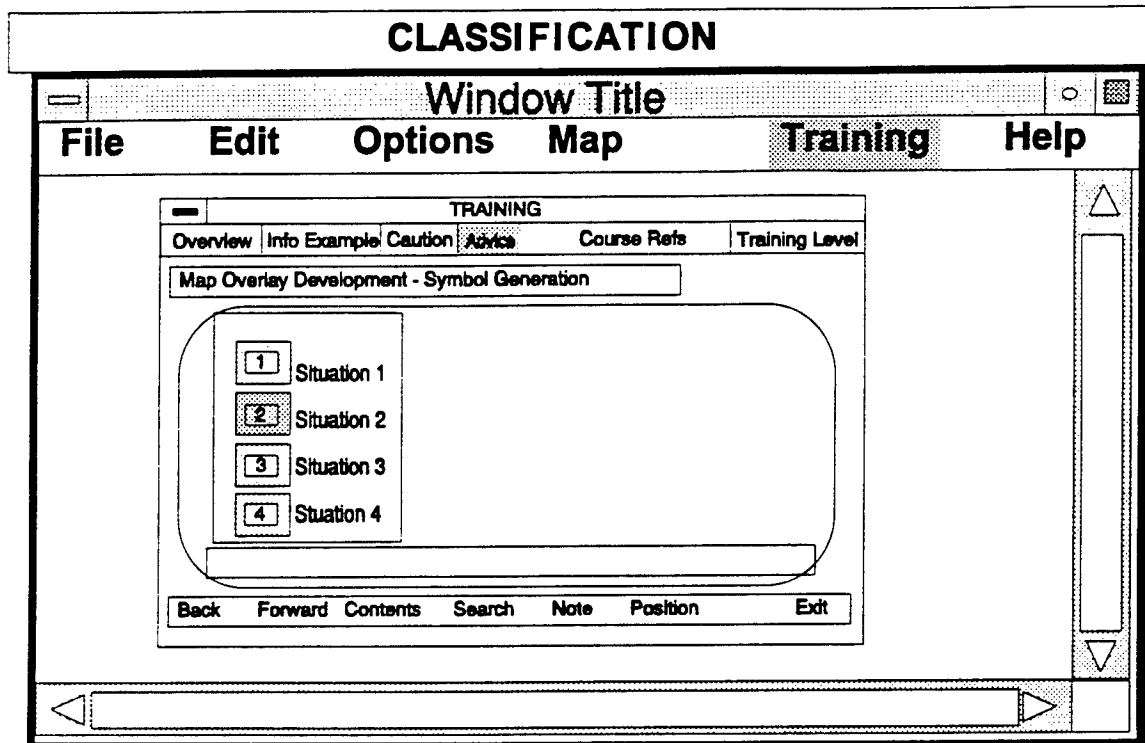 CLASSIFICATION
Window Title
File Edit Options Map Training Help
TRAINING
Overview Info Example Caution Advice Course Refs Training Level
Map Overlay Development - Symbol Generation
1 Situation 1
2 Situation 2
3 Situation 3
4 Stuation 4
Back Forward Contents Search Note Position Exit